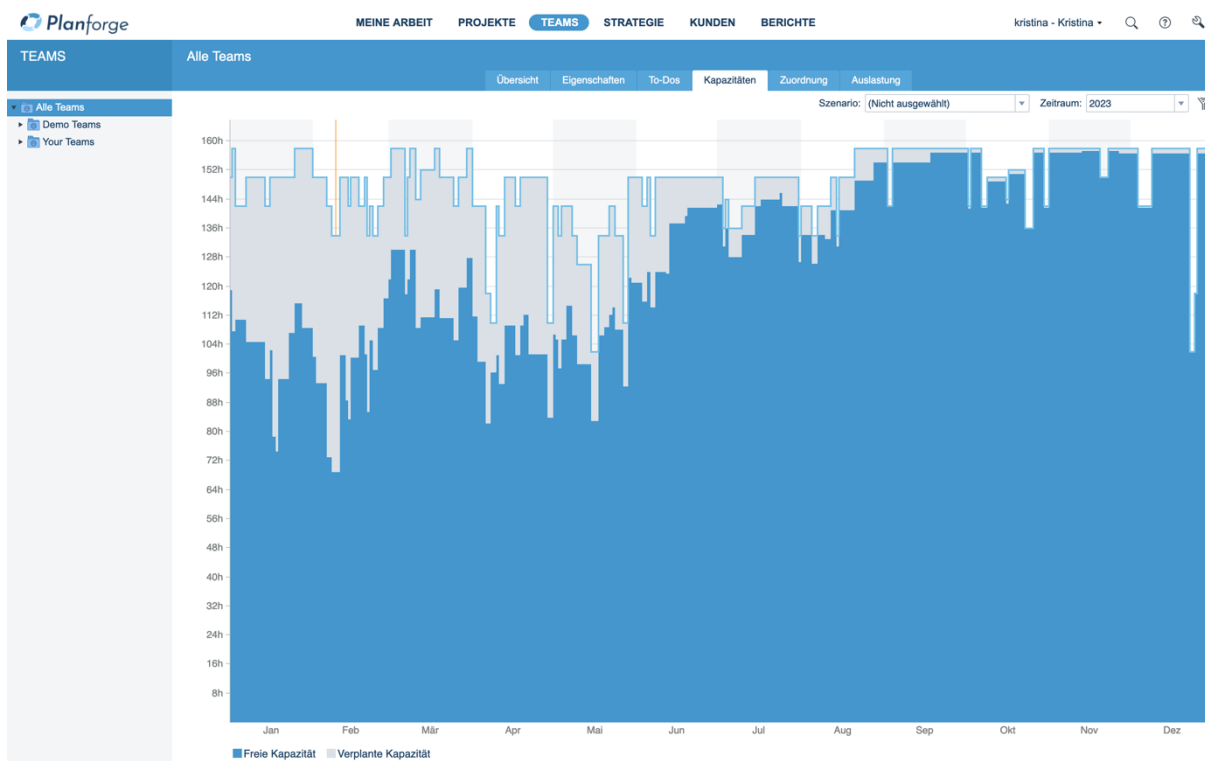 Planforge
MEINE ARBEIT PROJEKTE TEAMS STRATEGIE KUNDEN BERICHTE
kristina - Kristina
TEAMS
Alle Teams
Übersicht Eigenschaften To-Dos Kapazitäten Zuordnung Auslastung
Szenario: (Nicht ausgewählt) Zeitraum: 2023
Alle Teams
Demo Teams
Your Teams
160h
152h
144h
136h
128h
120h
112h
104h
96h
88h
80h
72h
64h
56h
48h
40h
32h
24h
16h
8h
Jan Feb Mär Apr Mai Jun Jul Aug Sep Okt Nov Dez
Freie Kapazität Verplante Kapazität